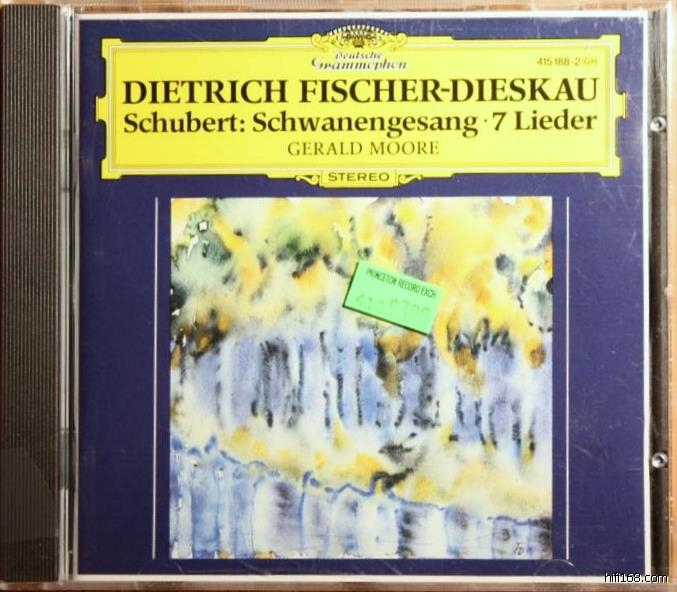 Deutsche
Grammophon
415 188-2 GH
DIETRICH FISCHER-DIESKAU
Schubert: Schwanengesang · 7 Lieder
GERALD MOORE
STEREO
PRINCETON RECORD EXCH
hifi168.com